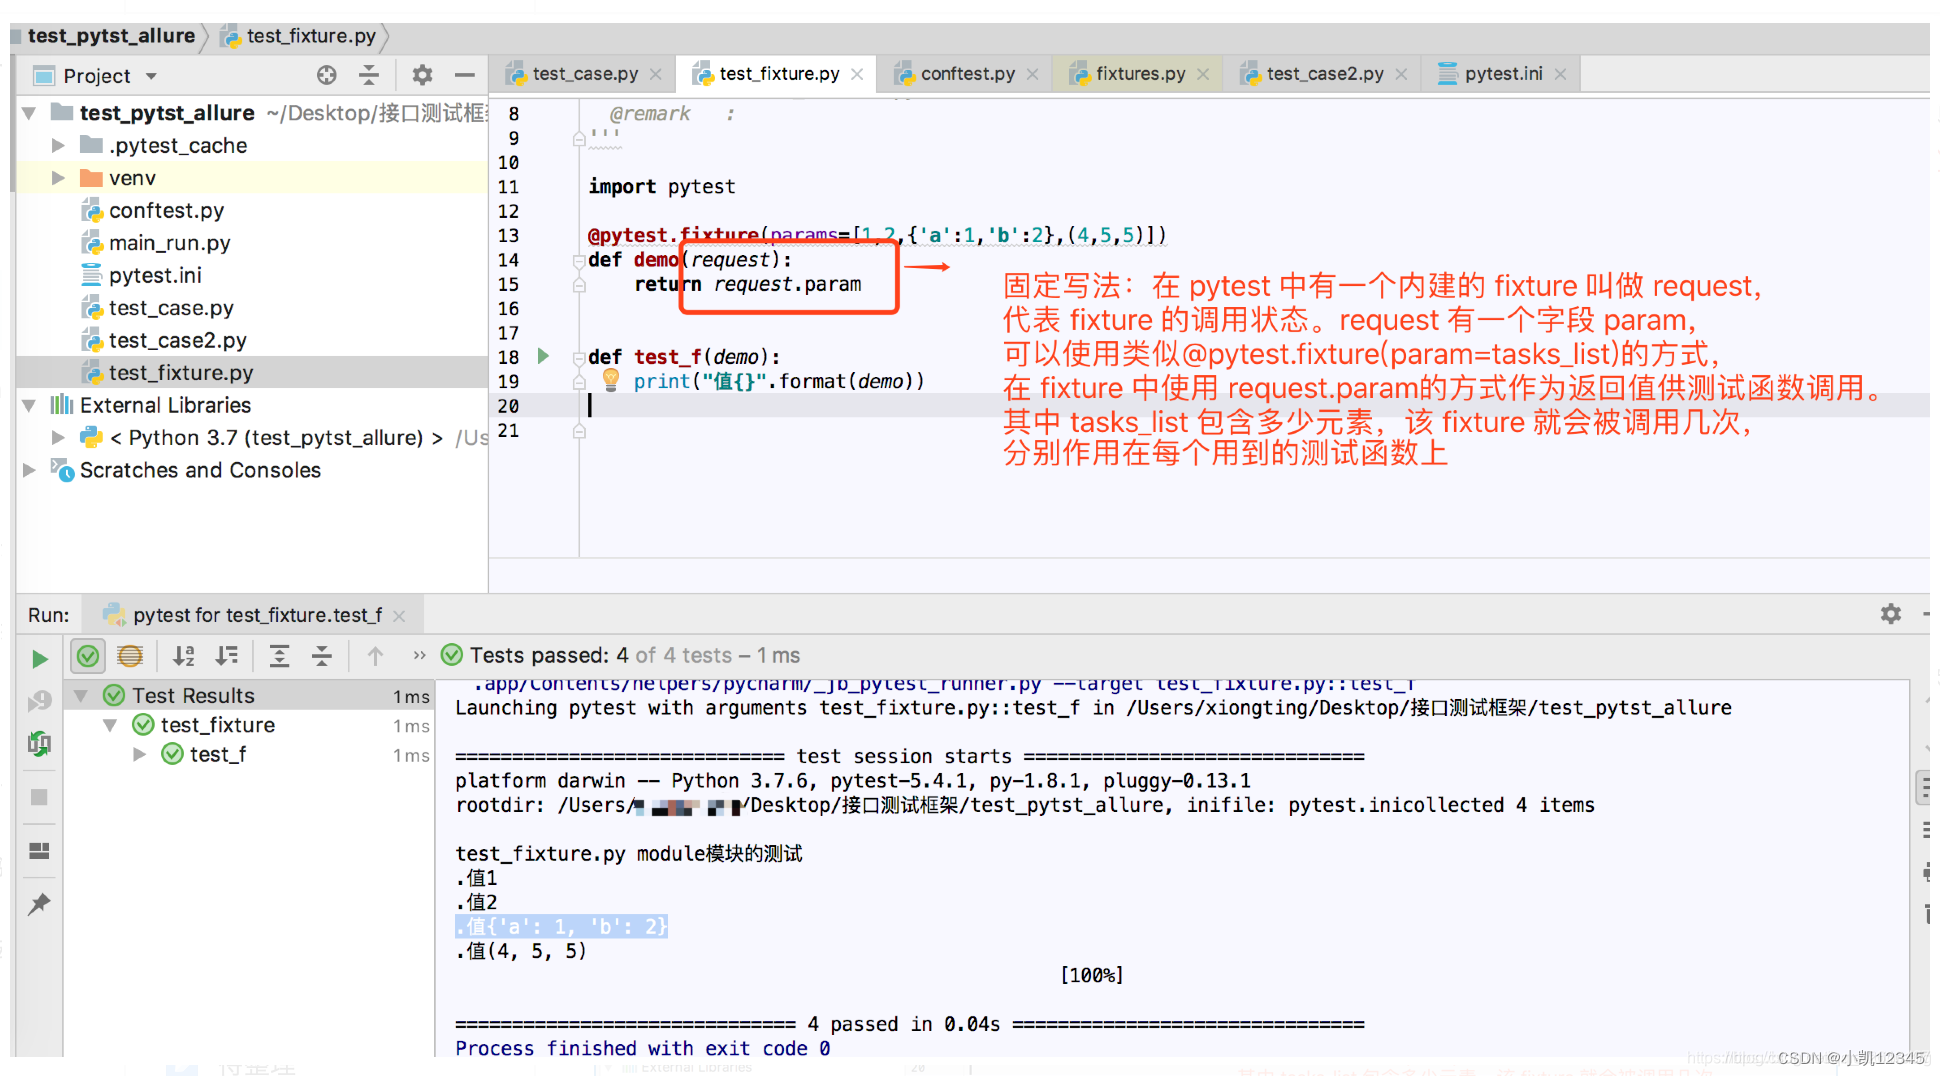 test_pytst_allure
test_fixture.py
Project
test_case.py
test_fixture.py
conftest.py
fixtures.py
test_case2.py
pytest.ini
test_pytst_allure ~/Desktop/接口测试框
.pytest_cache
venv
conftest.py
main_run.py
pytest.ini
test_case.py
test_case2.py
test_fixture.py
External Libraries
< Python 3.7 (test_pytst_allure) > /Us
Scratches and Consoles
8 @remark :
9 '''
10
11 import pytest
12
13 @pytest.fixture(params=[1,2,{'a':1,'b':2},(4,5,5)])
14 def demo(request):
15 return request.param
16
17
18 def test_f(demo):
19 print("值{}".format(demo))
20
21
固定写法：在 pytest 中有一个内建的 fixture 叫做 request，
代表 fixture 的调用状态。request 有一个字段 param，
可以使用类似@pytest.fixture(param=tasks_list)的方式，
在 fixture 中使用 request.param的方式作为返回值供测试函数调用。
其中 tasks_list 包含多少元素，该 fixture 就会被调用几次，
分别作用在每个用到的测试函数上
Run: pytest for test_fixture.test_f
Tests passed: 4 of 4 tests – 1 ms
Test Results 1 ms
test_fixture 1 ms
test_f 1 ms
.app/Contents/helpers/pycharm/_jb_pytest_runner.py --target test_fixture.py::test_f
Launching pytest with arguments test_fixture.py::test_f in /Users/xiongting/Desktop/接口测试框架/test_pytst_allure
============================= test session starts ==============================
platform darwin -- Python 3.7.6, pytest-5.4.1, py-1.8.1, pluggy-0.13.1
rootdir: /Users/ /Desktop/接口测试框架/test_pytst_allure, inifile: pytest.inicollected 4 items
test_fixture.py module模块的测试
.值1
.值2
.值{'a': 1, 'b': 2}
.值(4, 5, 5)
[100%]
============================== 4 passed in 0.04s ===============================
Process finished with exit code 0
CSDN @小凯12345
External Libraries
20